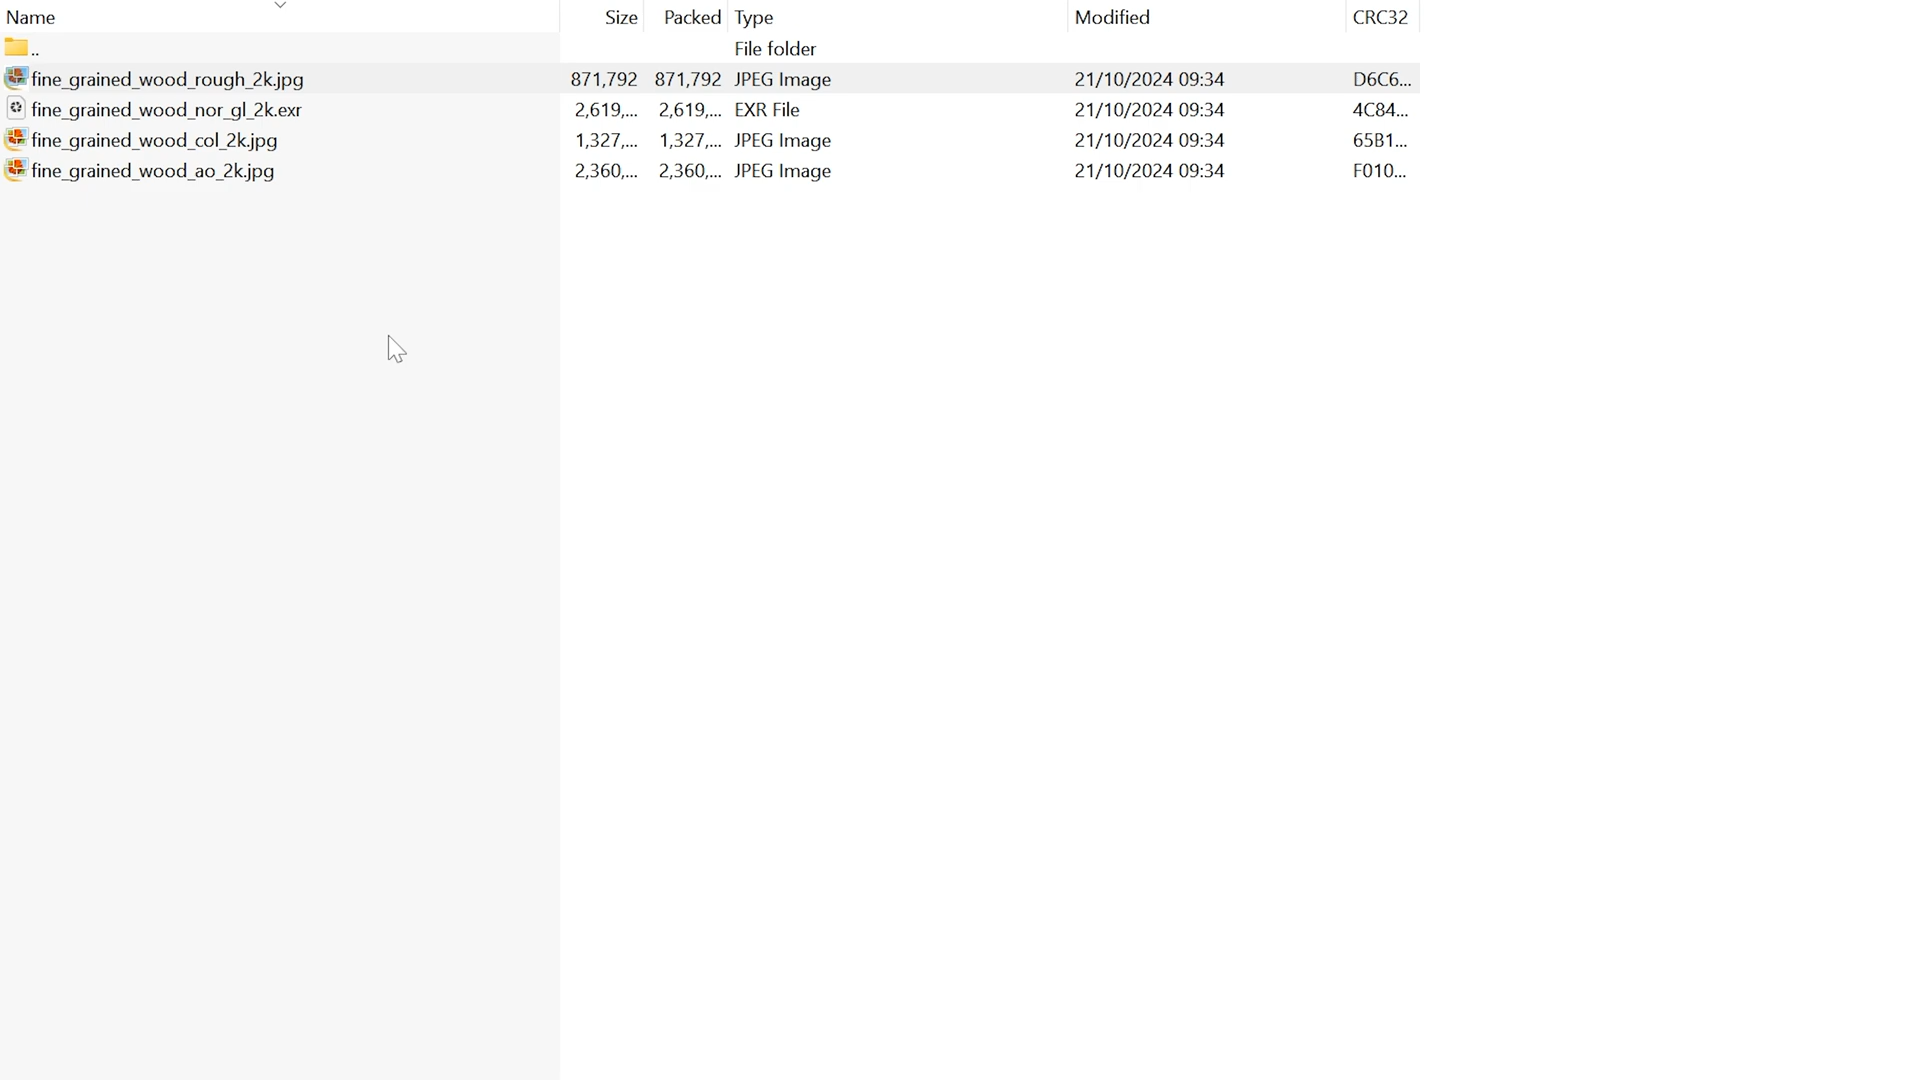 Name Size Packed Type Modified CRC32
.. File folder
fine_grained_wood_rough_2k.jpg 871,792 871,792 JPEG Image 21/10/2024 09:34 D6C6...
fine_grained_wood_nor_gl_2k.exr 2,619,... 2,619,... EXR File 21/10/2024 09:34 4C84...
fine_grained_wood_col_2k.jpg 1,327,... 1,327,... JPEG Image 21/10/2024 09:34 65B1...
fine_grained_wood_ao_2k.jpg 2,360,... 2,360,... JPEG Image 21/10/2024 09:34 F010...